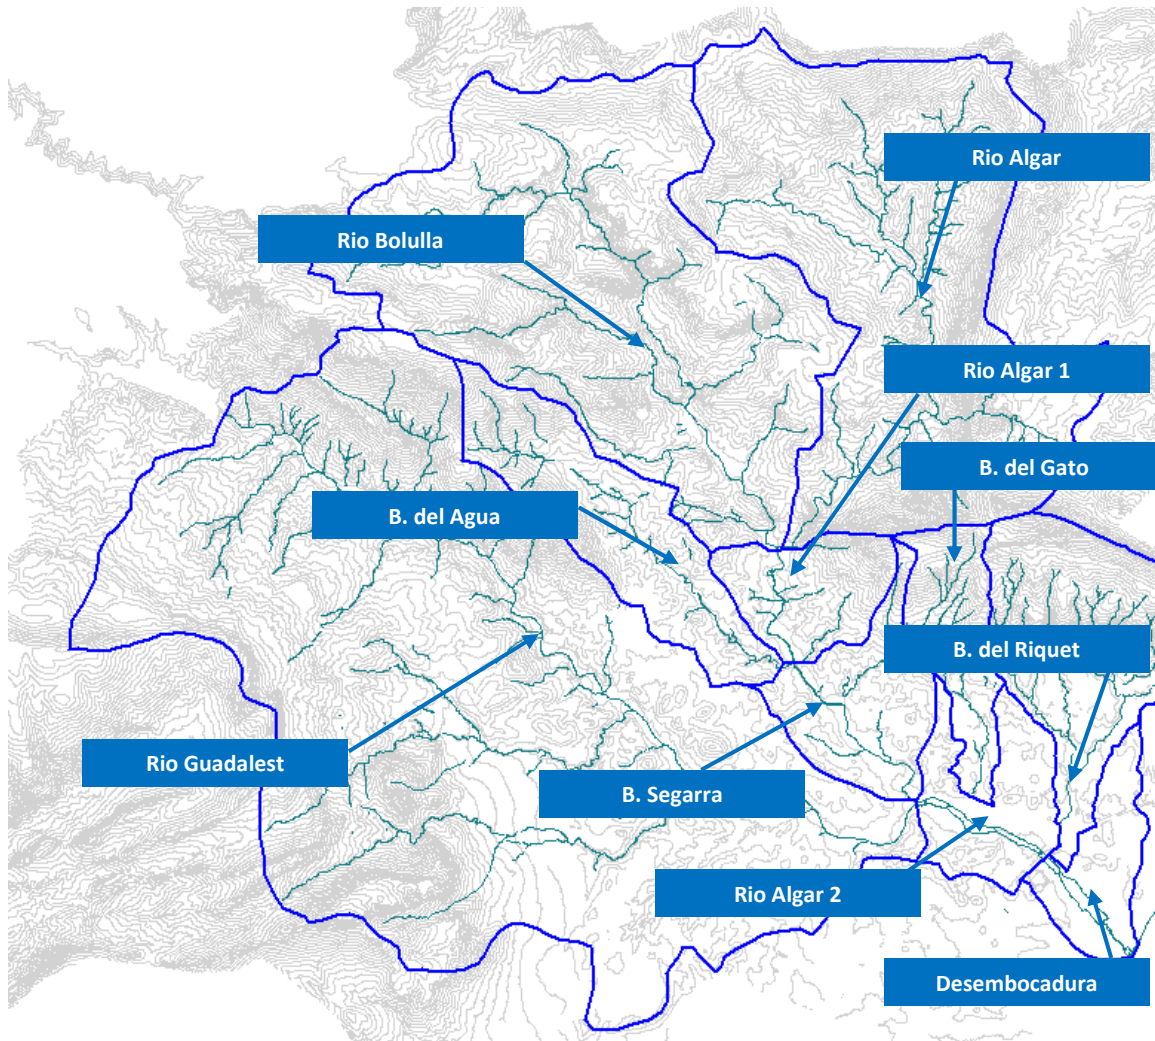 Rio Algar
Rio Bolulla
Rio Algar 1
B. del Gato
B. del Agua
B. del Riquet
Rio Guadalest
B. Segarra
Rio Algar 2
Desembocadura